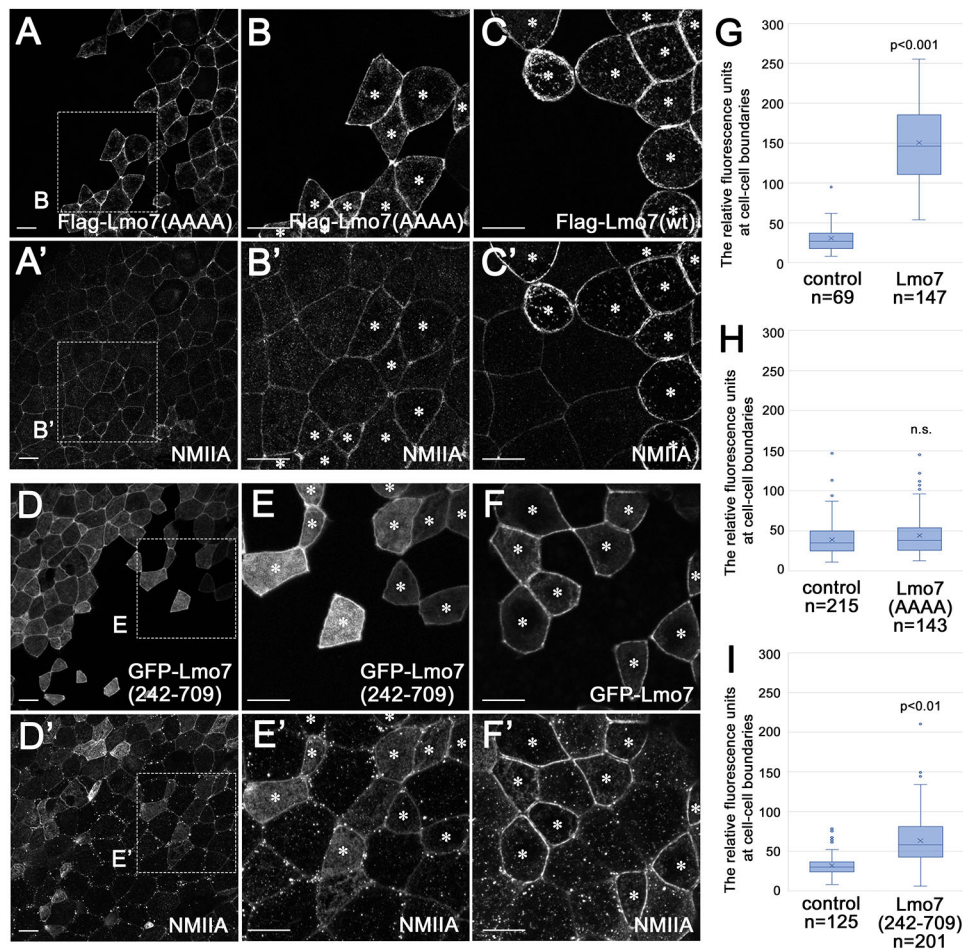 A
B
Flag-Lmo7(AAAA)
B
*
*
*
*
*
*
*
Flag-Lmo7(AAAA)
C
*
*
*
*
*
*
*
*
*
Flag-Lmo7(wt)
A'
B'
NMIIA
B'
*
*
*
*
*
*
*
*
NMIIA
C'
*
*
*
*
*
*
*
*
*
NMIIA
D
E
GFP-Lmo7
(242-709)
E
*
*
*
*
*
*
*
*
*
GFP-Lmo7
(242-709)
F
*
*
*
*
*
*
*
*
GFP-Lmo7
D'
E'
NMIIA
E'
*
*
*
*
*
*
*
*
*
NMIIA
F'
*
*
*
*
*
*
*
*
NMIIA
G
The relative fluorescence units
at cell-cell boundaries
300
250
200
150
100
50
0
p<0.001
control
n=69
Lmo7
n=147
H
The relative fluorescence units
at cell-cell boundaries
300
250
200
150
100
50
0
n.s.
control
n=215
Lmo7
(AAAA)
n=143
I
The relative fluorescence units
at cell-cell boundaries
300
250
200
150
100
50
0
p<0.01
control
n=125
Lmo7
(242-709)
n=201